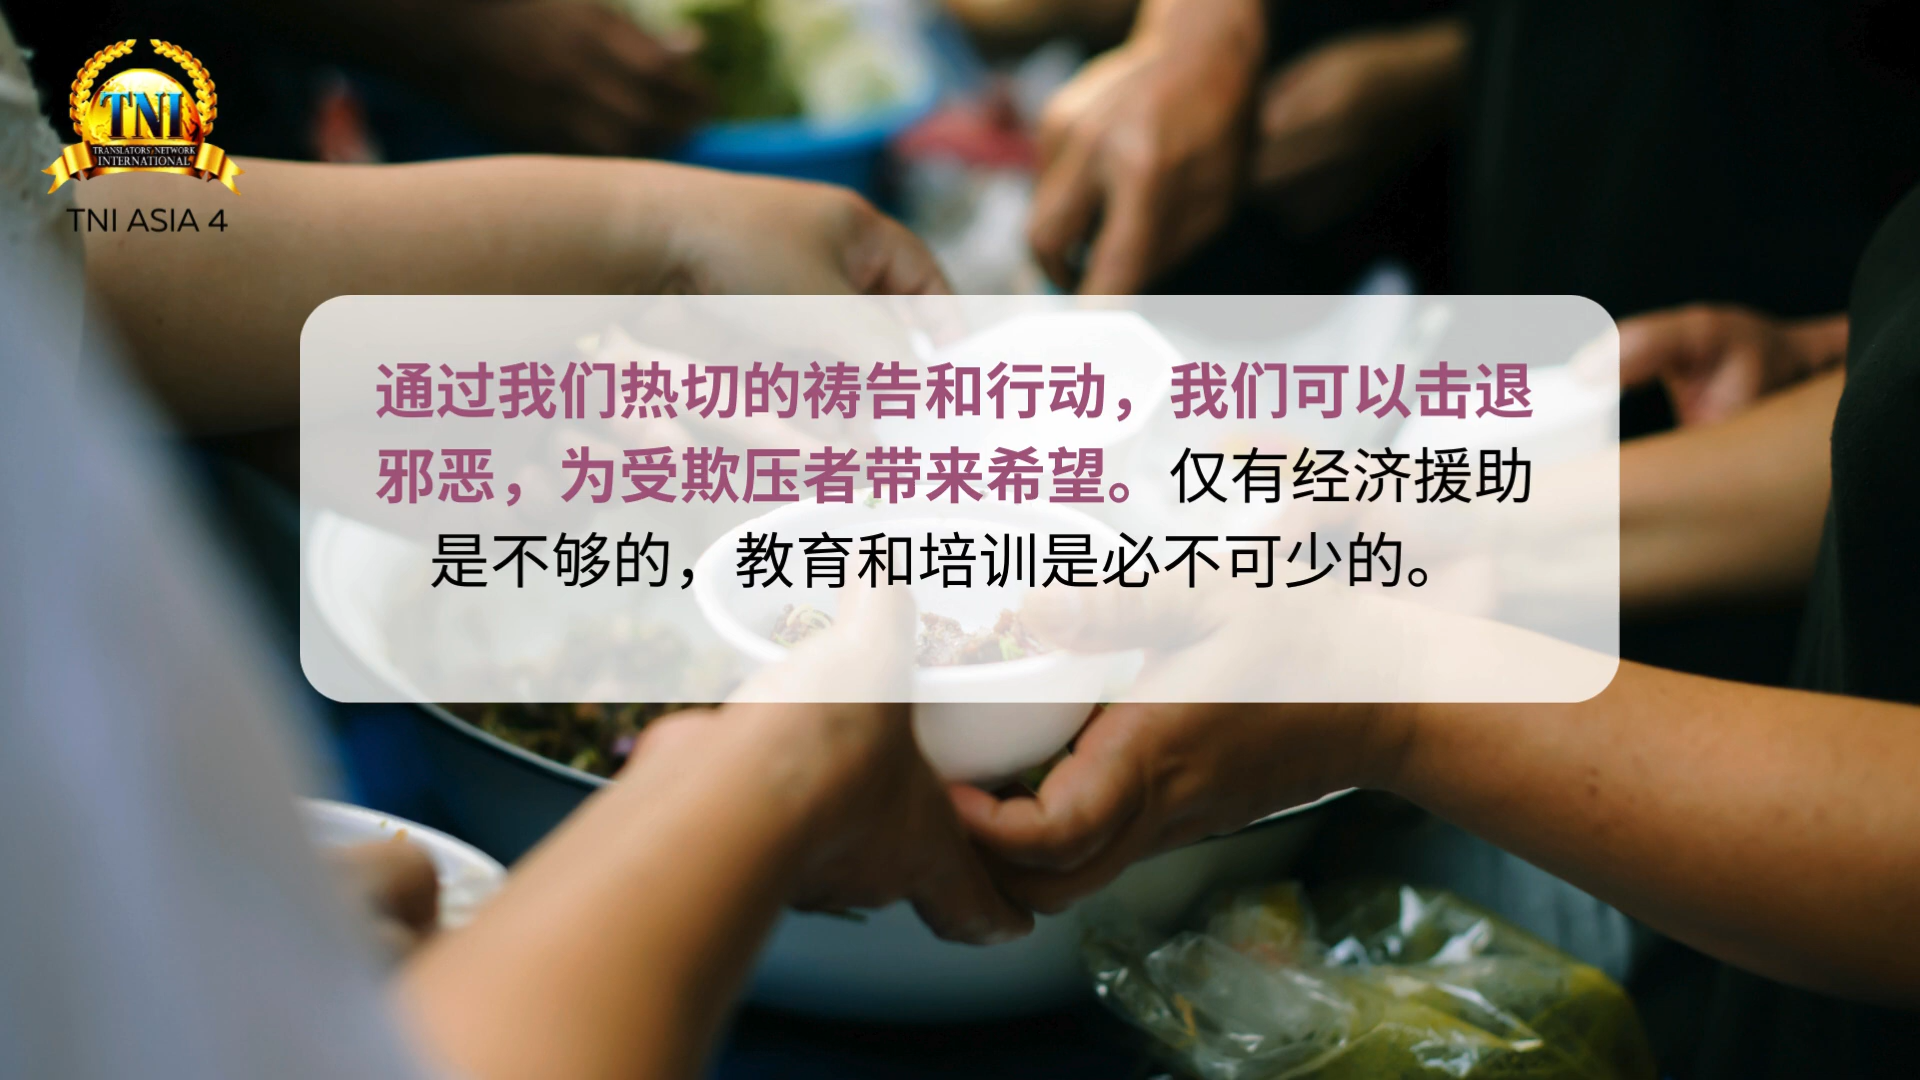 TNI
TRANSLATORS' NETWORK
INTERNATIONAL
TNI ASIA 4
通过我们热切的祷告和行动，我们可以击退
邪恶，为受欺压者带来希望。仅有经济援助
是不够的，教育和培训是必不可少的。